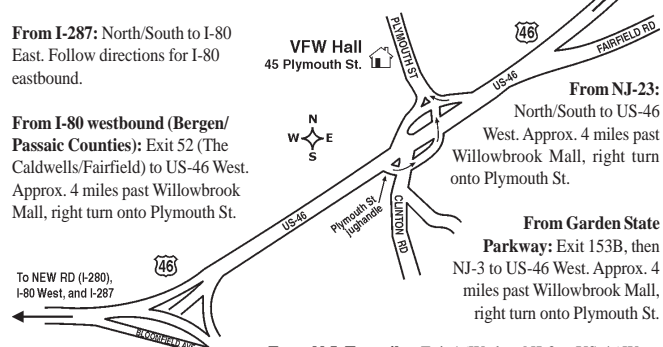 From I-287: North/South to I-80
East. Follow directions for I-80
eastbound.
From I-80 westbound (Bergen/
Passaic Counties): Exit 52 (The
Caldwells/Fairfield) to US-46 West.
Approx. 4 miles past Willowbrook
Mall, right turn onto Plymouth St.
VFW Hall
45 Plymouth St.
PLYMOUTH ST
46
FAIRFIELD RD
US-46
N
W E
S
From NJ-23:
North/South to US-46
West. Approx. 4 miles past
Willowbrook Mall, right turn
onto Plymouth St.
US-46
Plymouth St
jughandle
CLINTON RD
From Garden State
Parkway: Exit 153B, then
NJ-3 to US-46 West. Approx. 4
miles past Willowbrook Mall,
right turn onto Plymouth St.
46
To NEW RD (I-280),
I-80 West, and I-287
BLOOMFIELD